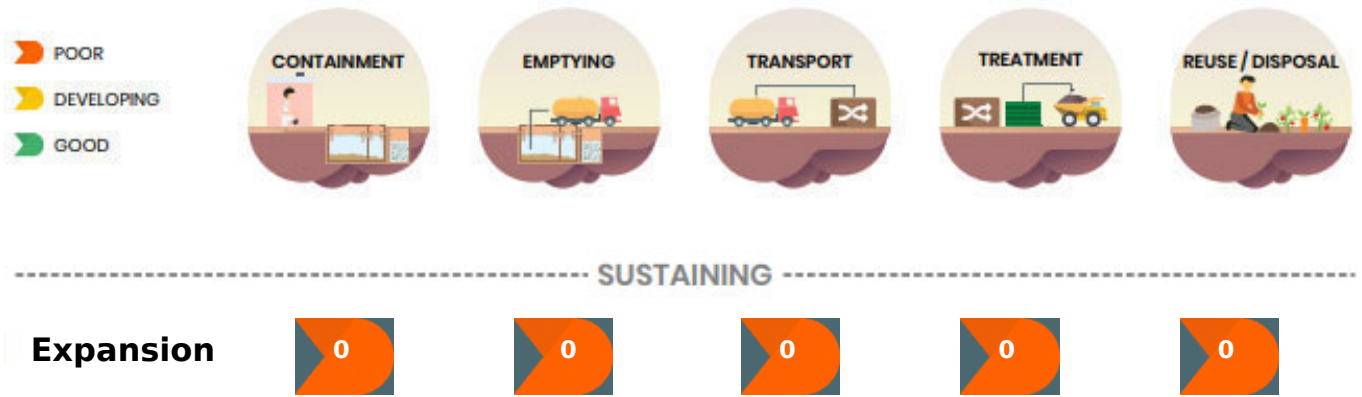 POOR
DEVELOPING
GOOD
CONTAINMENT
EMPTYING
TRANSPORT
TREATMENT
REUSE / DISPOSAL
SUSTAINING
Expansion 0 0 0 0 0